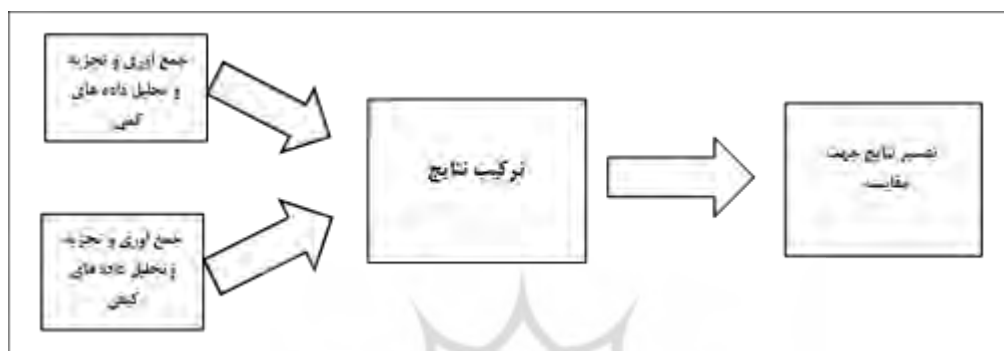 جمع آوری و تجزیه
و تحلیل داده های
کمی
جمع آوری و تجزیه
و تحلیل داده های
کیفی
ترکیب نتایج
تفسیر نتایج جهت
مقایسه